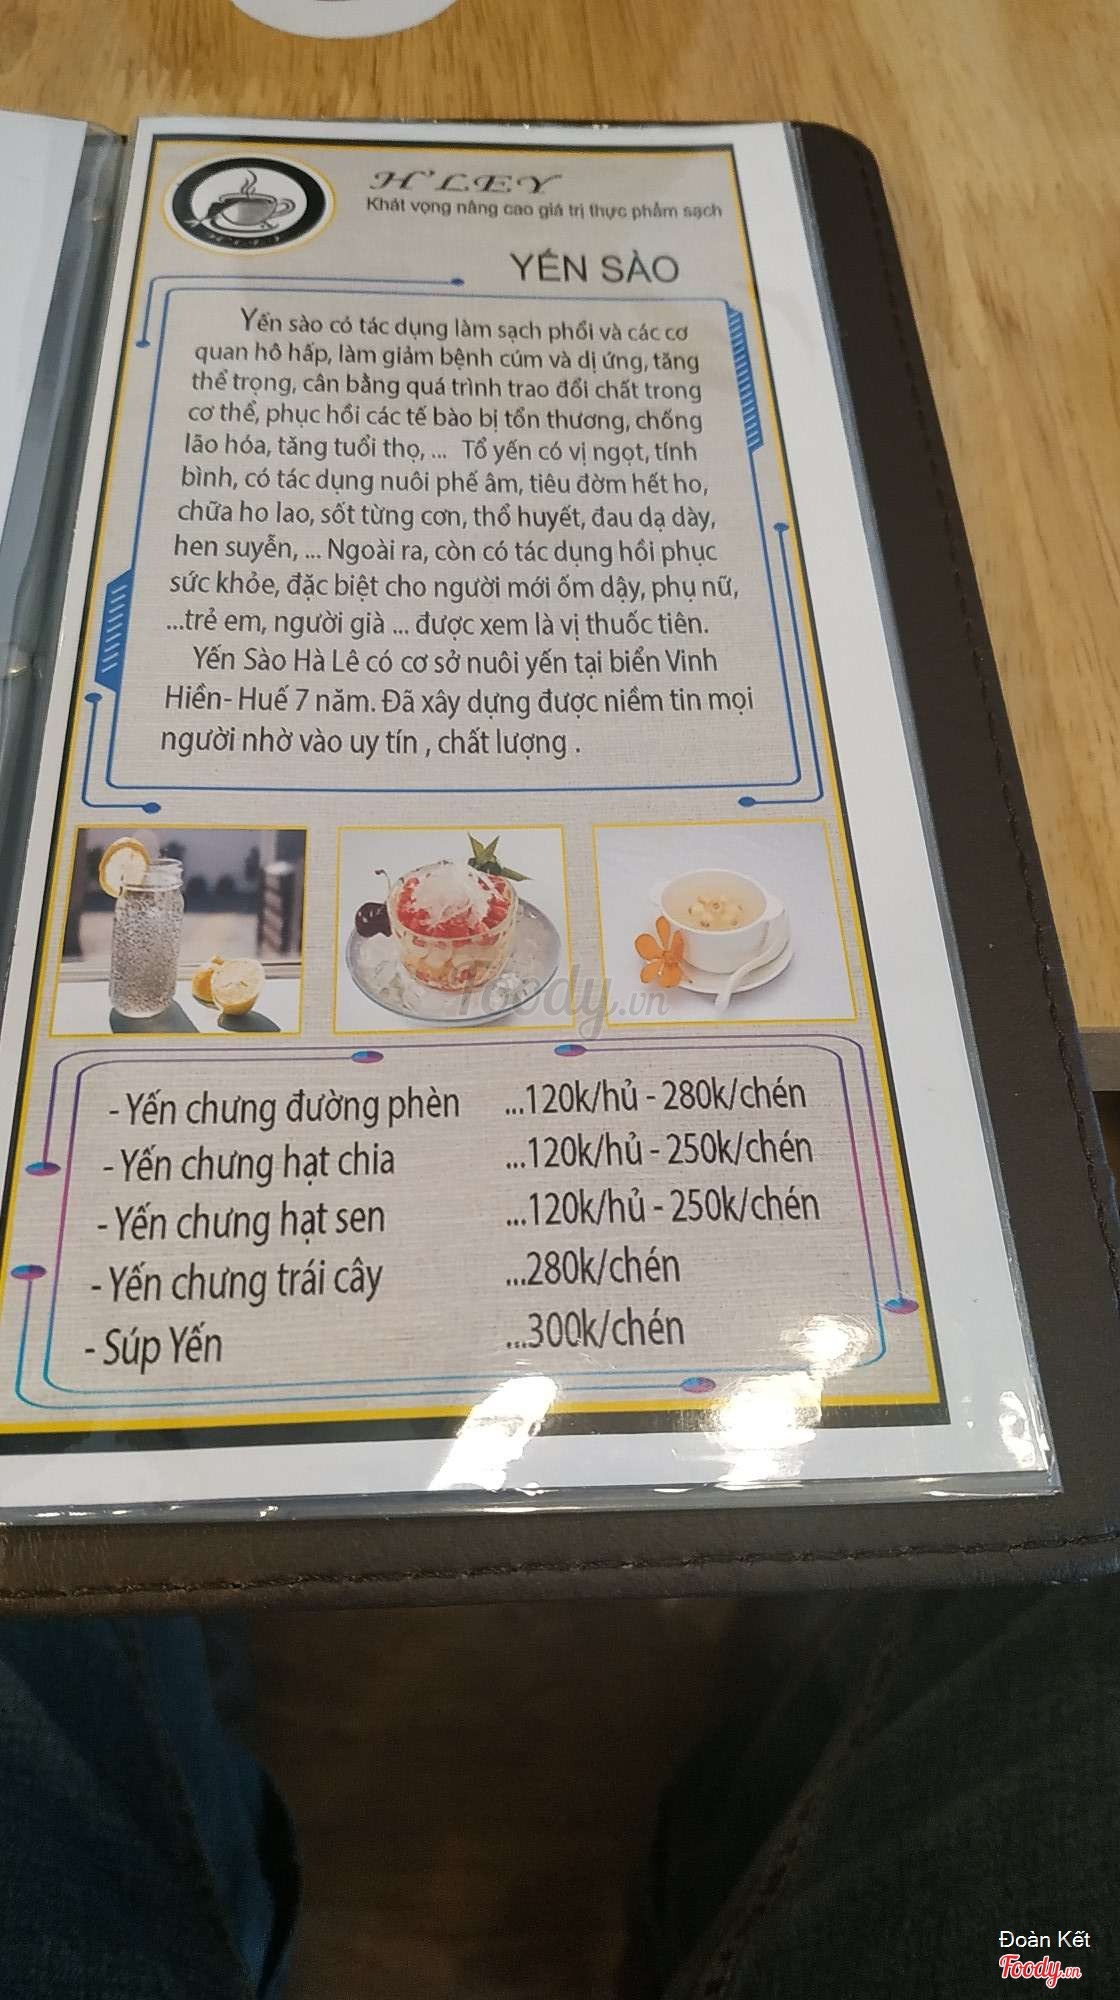 H'LEY
Khát vọng nâng cao giá trị thực phẩm sạch
YẾN SÀO
Yến sào có tác dụng làm sạch phổi và các cơ
quan hô hấp, làm giảm bệnh cúm và dị ứng, tăng
thể trọng, cân bằng quá trình trao đổi chất trong
cơ thể, phục hồi các tế bào bị tổn thương, chống
lão hóa, tăng tuổi thọ, ... Tổ yến có vị ngọt, tính
bình, có tác dụng nuôi phế âm, tiêu đờm hết ho,
chữa ho lao, sốt từng cơn, thổ huyết, đau dạ dày,
hen suyễn, ... Ngoài ra, còn có tác dụng hồi phục
sức khỏe, đặc biệt cho người mới ốm dậy, phụ nữ,
...trẻ em, người già ... được xem là vị thuốc tiên.
Yến Sào Hà Lê có cơ sở nuôi yến tại biển Vinh
Hiền- Huế 7 năm. Đã xây dựng được niềm tin mọi
người nhờ vào uy tín , chất lượng .
Foody.vn
- Yến chưng đường phèn ...120k/hủ - 280k/chén
- Yến chưng hạt chia ...120k/hủ - 250k/chén
- Yến chưng hạt sen ...120k/hủ - 250k/chén
- Yến chưng trái cây ...280k/chén
- Súp Yến ...300k/chén
Đoàn Kết
Foody.vn